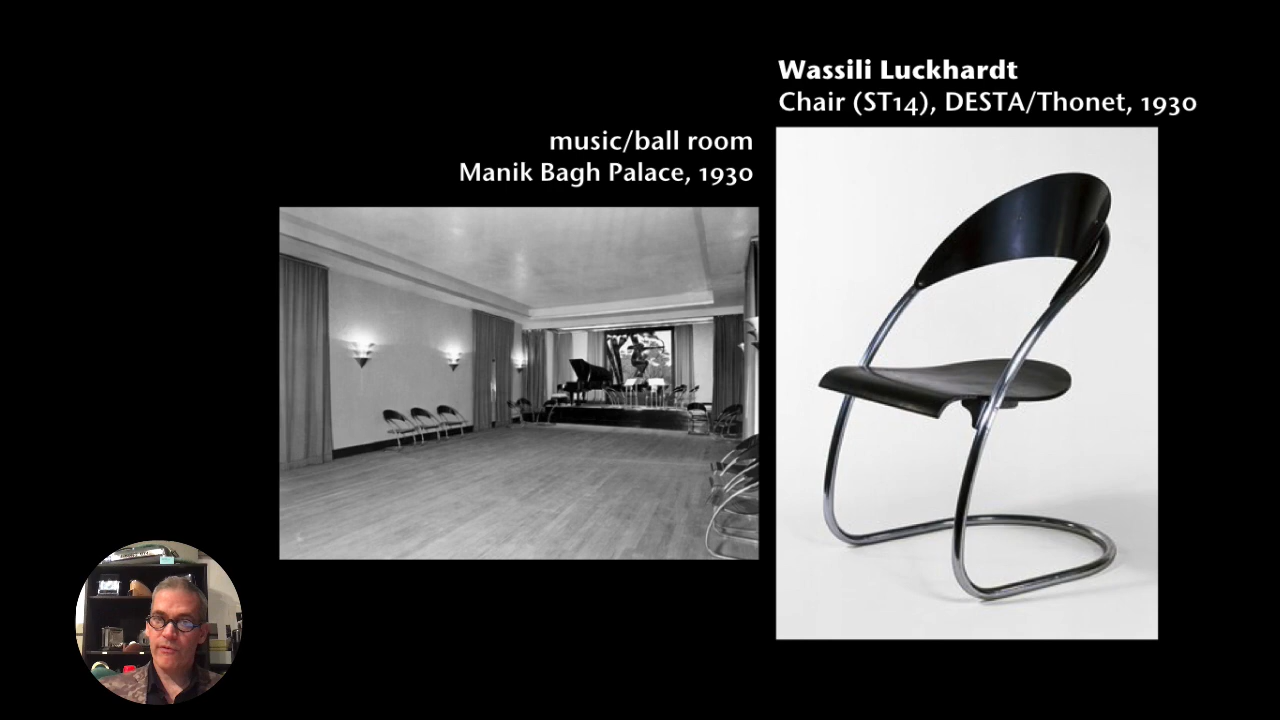 Wassili Luckhardt
Chair (ST14), DESTA/Thonet, 1930
music/ball room
Manik Bagh Palace, 1930